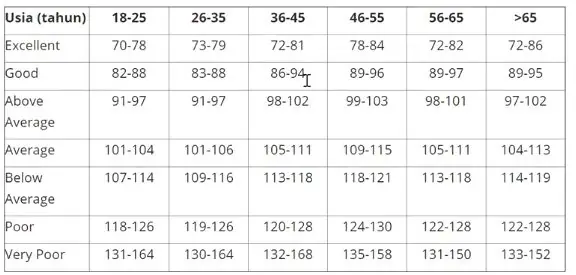 Usia (tahun) 18-25 26-35 36-45 46-55 56-65 >65
Excellent 70-78 73-79 72-81 78-84 72-82 72-86
Good 82-88 83-88 86-94 89-96 89-97 89-95
Above 91-97 91-97 98-102 99-103 98-101 97-102
Average
Average 101-104 101-106 105-111 109-115 105-111 104-113
Below 107-114 109-116 113-118 118-121 113-118 114-119
Average
Poor 118-126 119-126 120-128 124-130 122-128 122-128
Very Poor 131-164 130-164 132-168 135-158 131-150 133-152